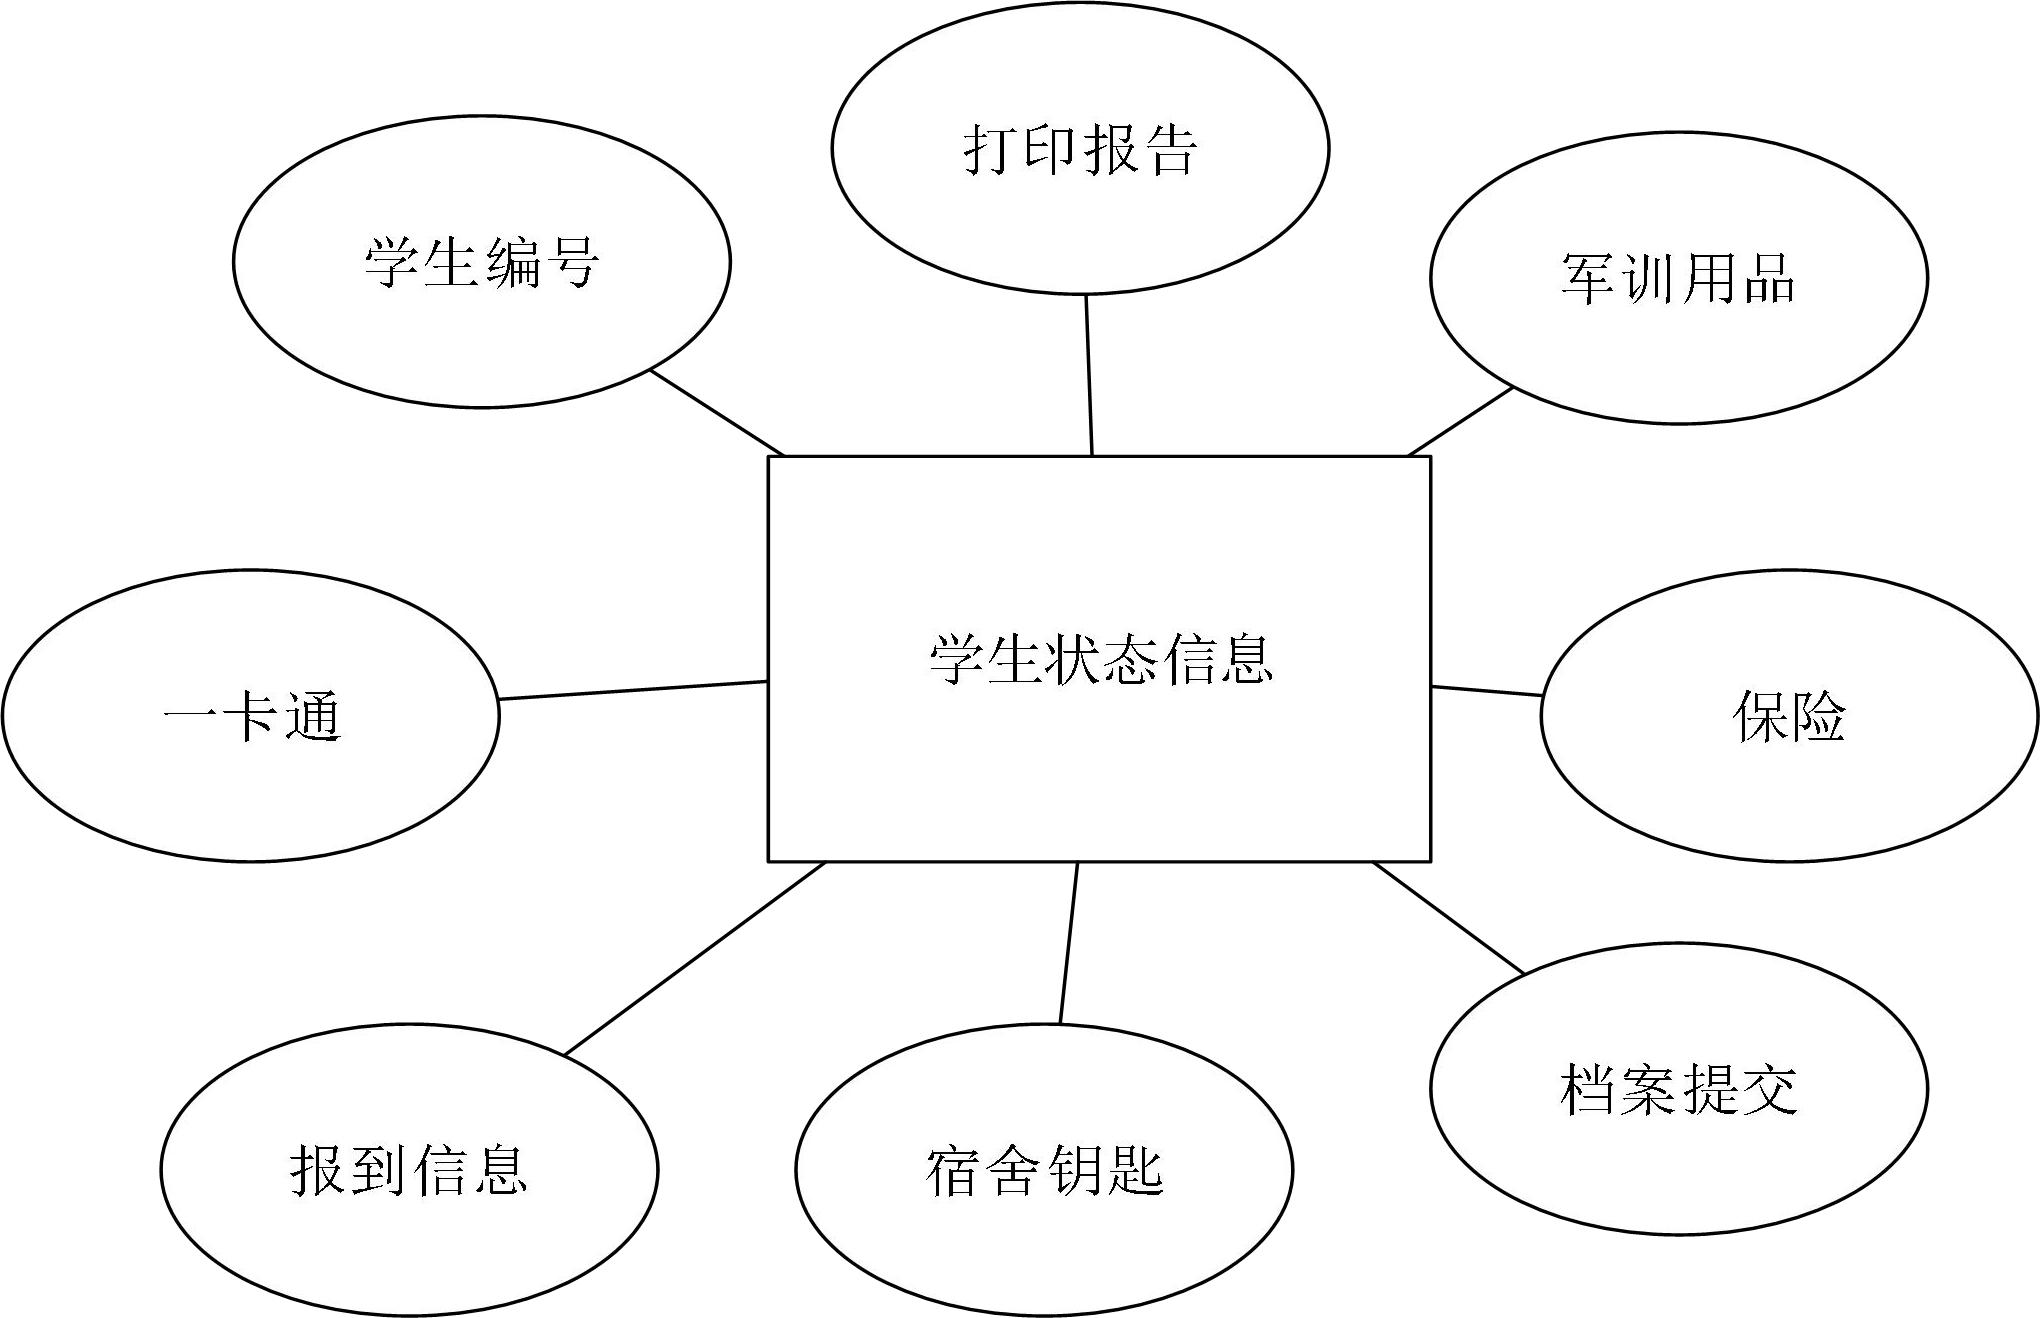 打印报告
学生编号
军训用品
学生状态信息
一卡通
保险
档案提交
报到信息
宿舍钥匙